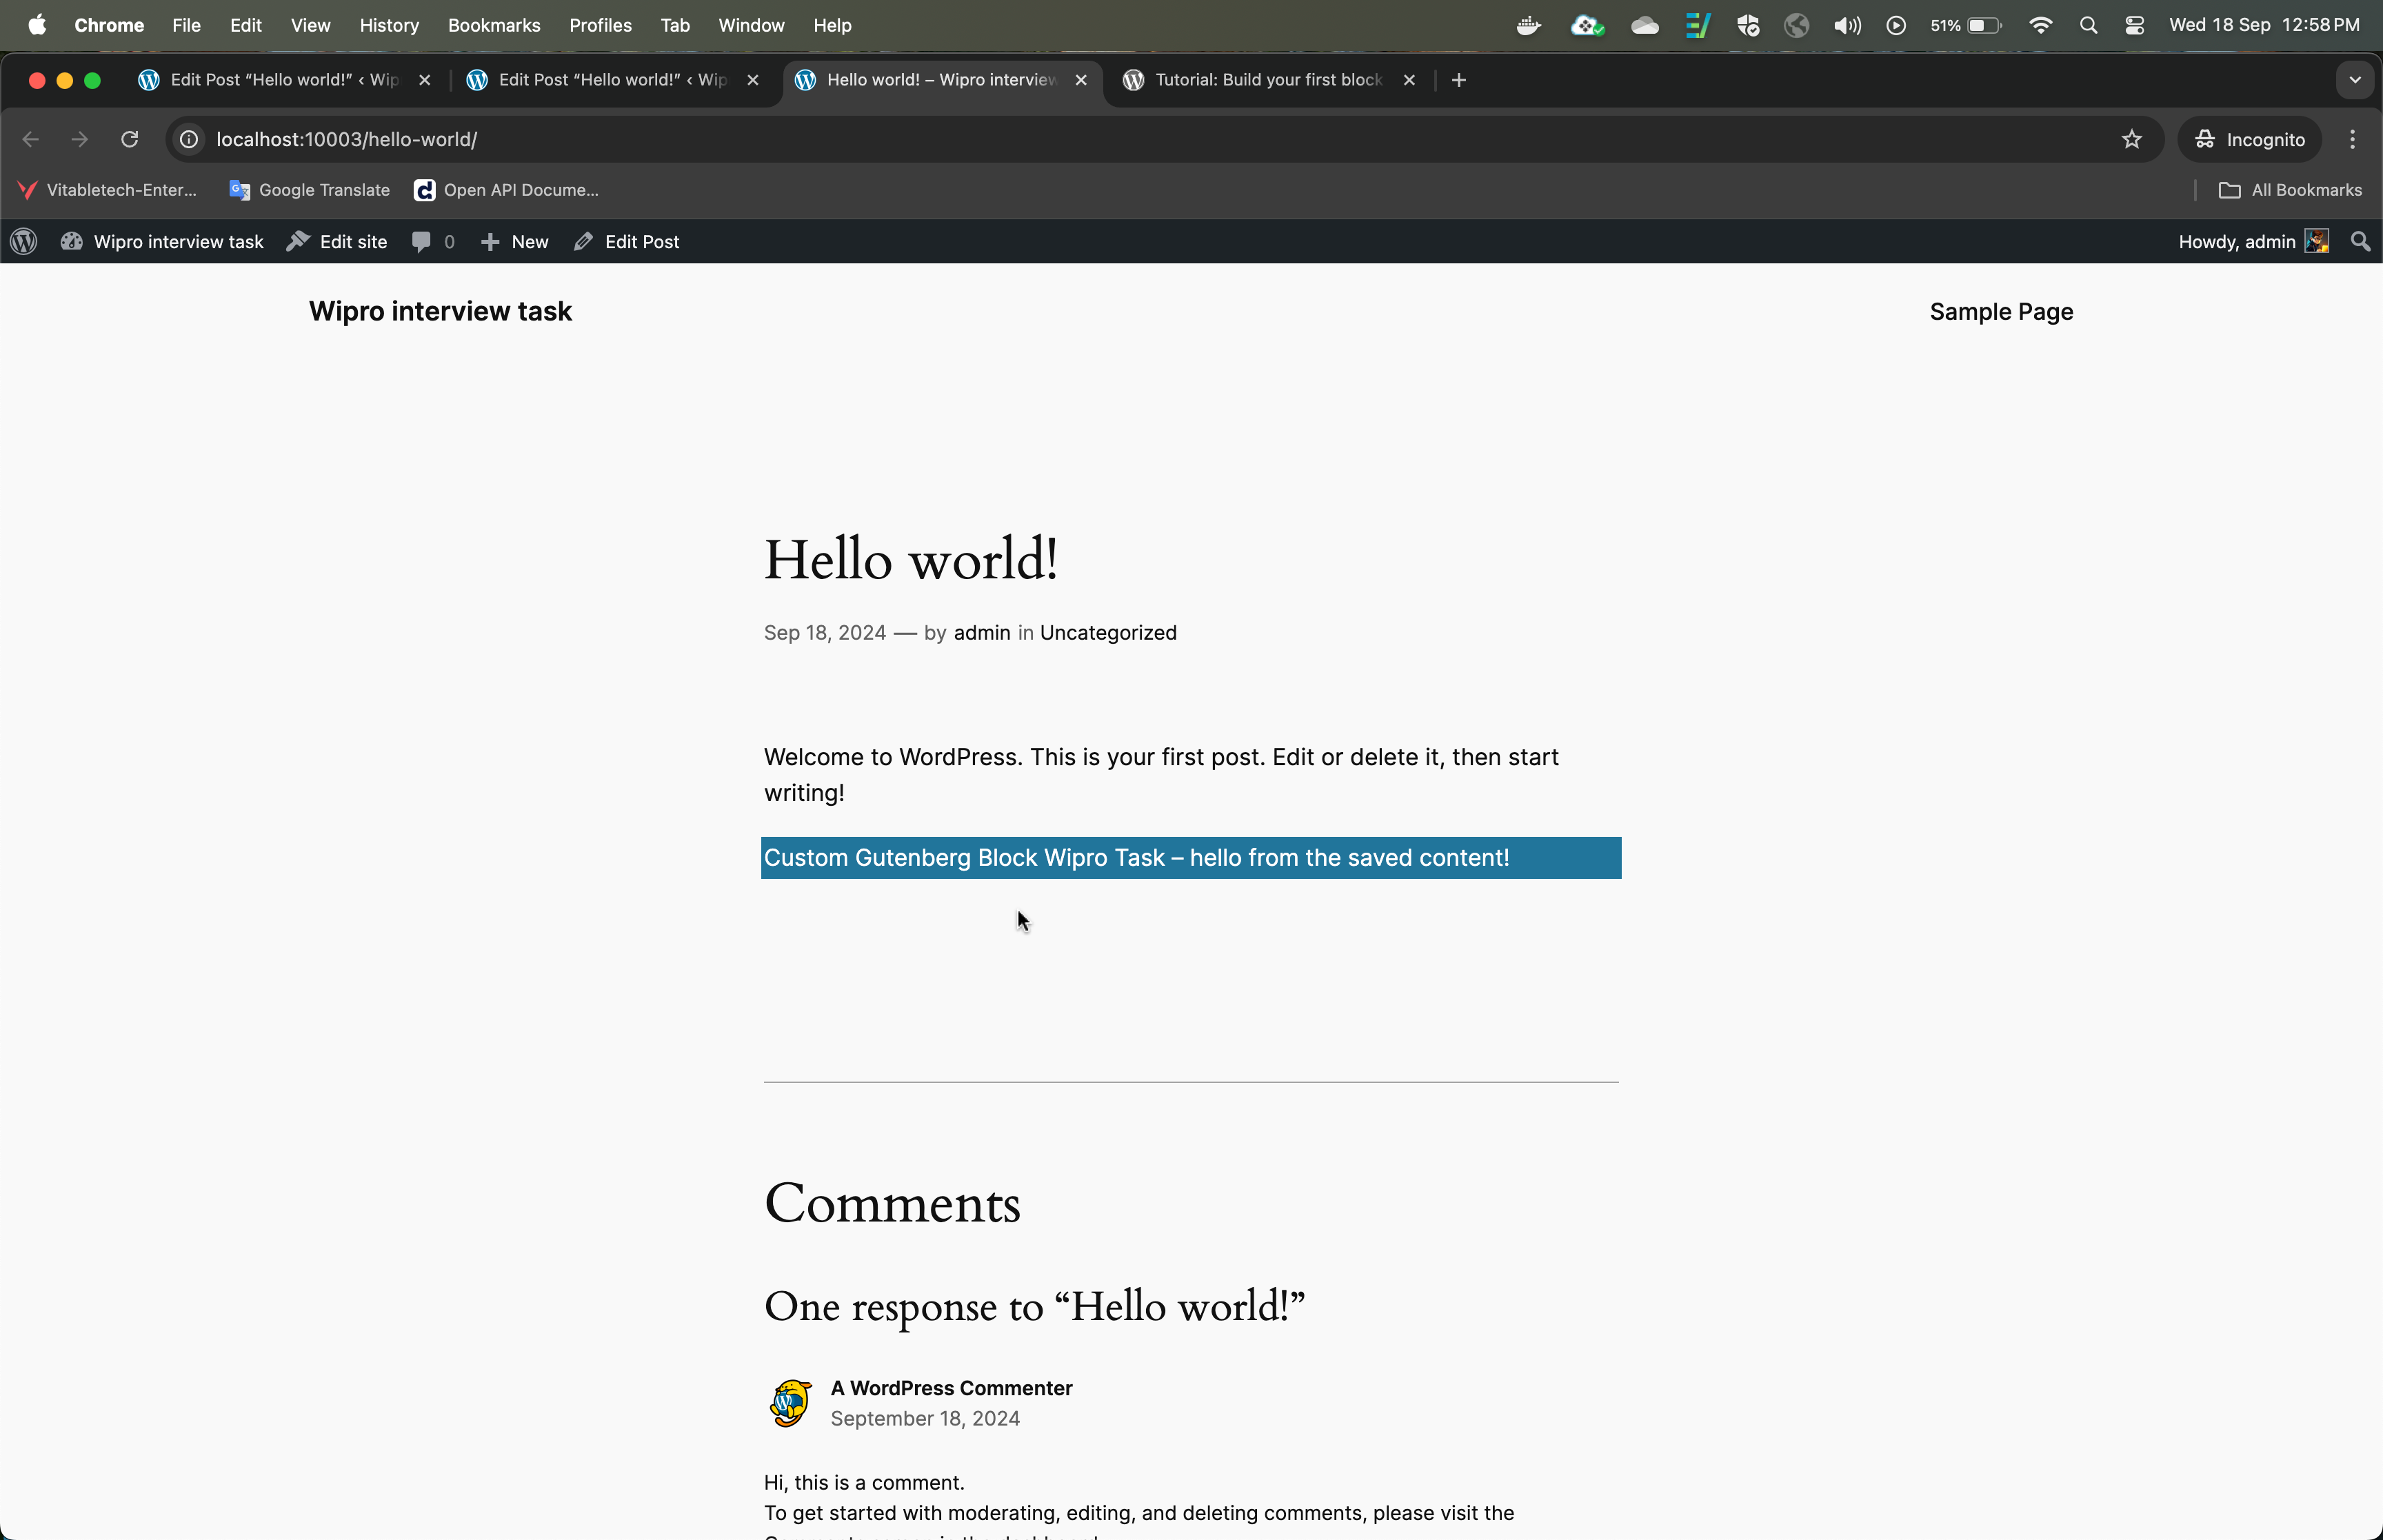 Chrome File Edit View History Bookmarks Profiles Tab Window Help 51% Wed 18 Sep 12:58 PM
Edit Post “Hello world!” ‹ Wip Edit Post “Hello world!” ‹ Wip Hello world! – Wipro interview Tutorial: Build your first block
localhost:10003/hello-world/ Incognito
Vitabletech-Enter... Google Translate Open API Docume... All Bookmarks
Wipro interview task Edit site 0 New Edit Post Howdy, admin
Wipro interview task Sample Page
Hello world!
Sep 18, 2024 — by admin in Uncategorized
Welcome to WordPress. This is your first post. Edit or delete it, then start
writing!
Custom Gutenberg Block Wipro Task – hello from the saved content!
Comments
One response to “Hello world!”
A WordPress Commenter
September 18, 2024
Hi, this is a comment.
To get started with moderating, editing, and deleting comments, please visit the